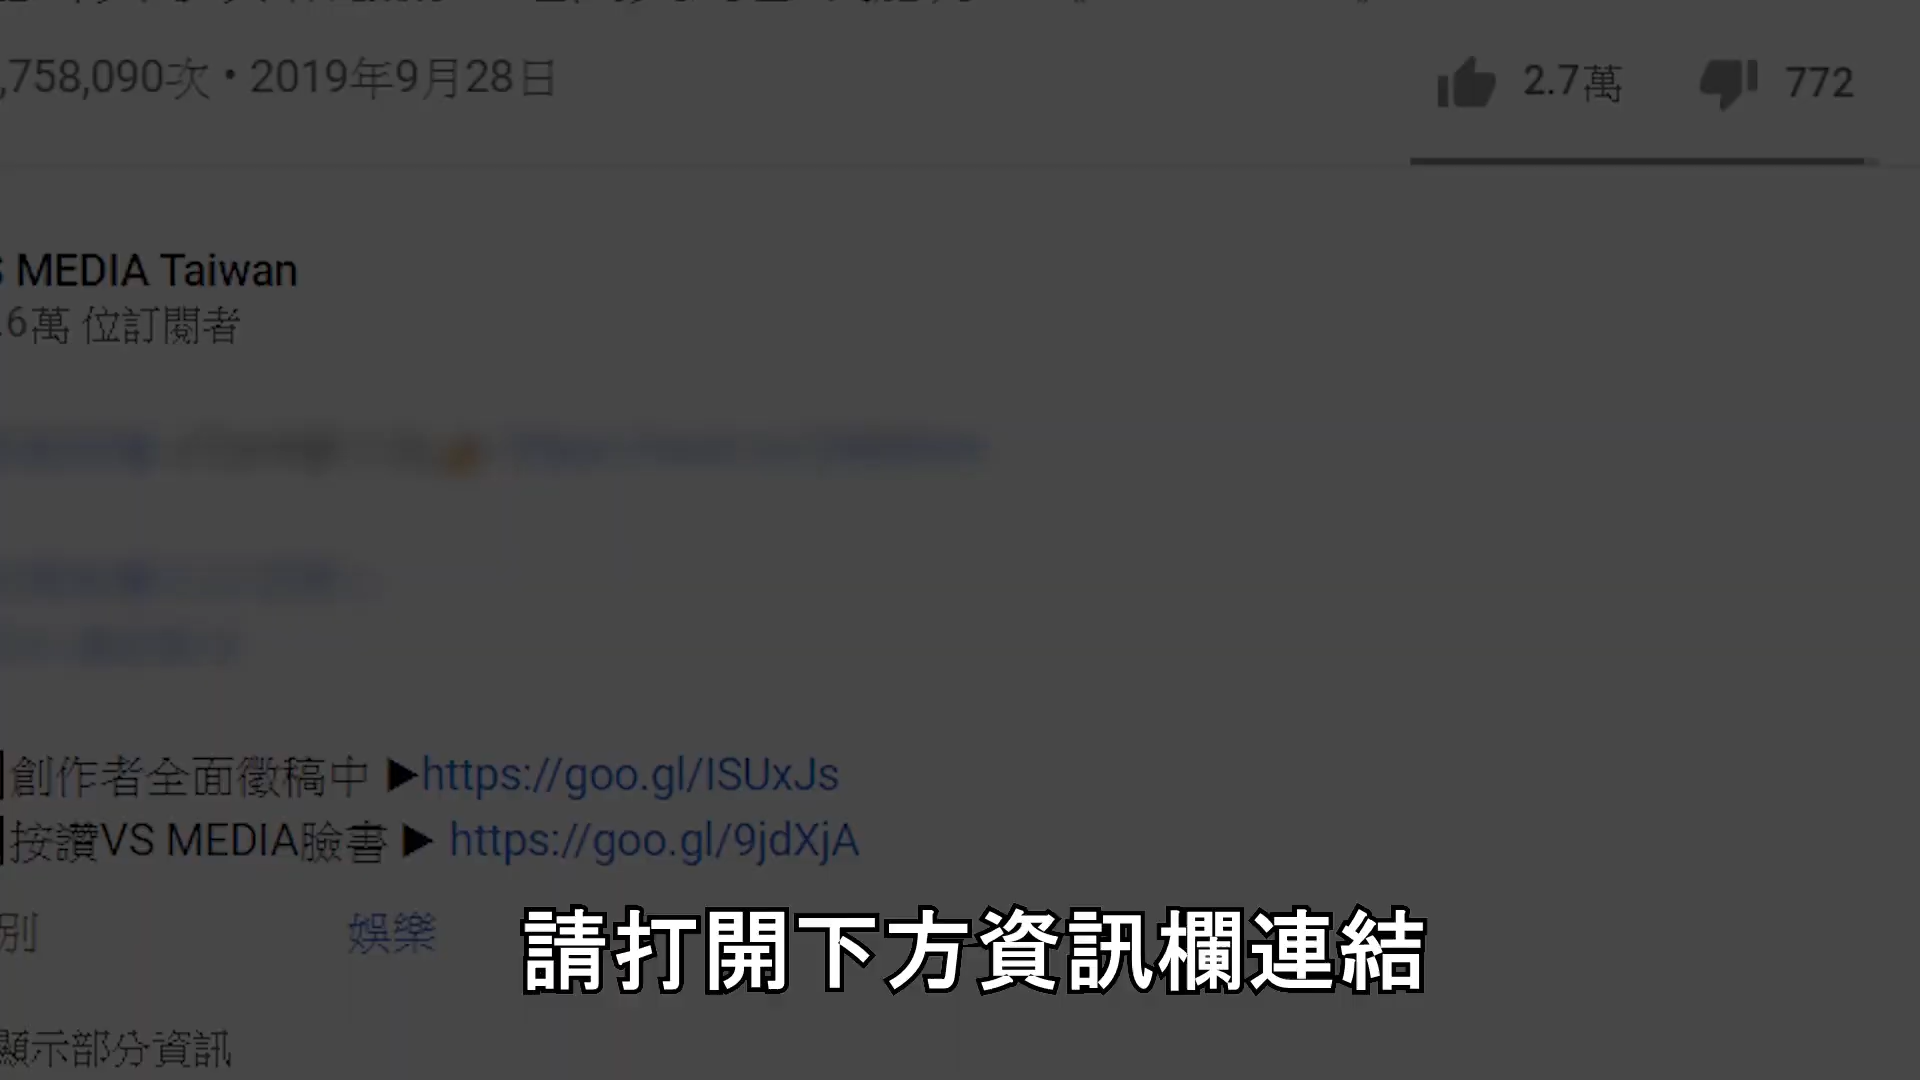 ,758,090次 • 2019年9月28日
2.7萬 772
S MEDIA Taiwan
.6萬 位訂閱者
創作者全面徵稿中 ▶https://goo.gl/ISUxJs
按讚VS MEDIA臉書 ▶ https://goo.gl/9jdXjA
別 娛樂
請打開下方資訊欄連結
顯示部分資訊